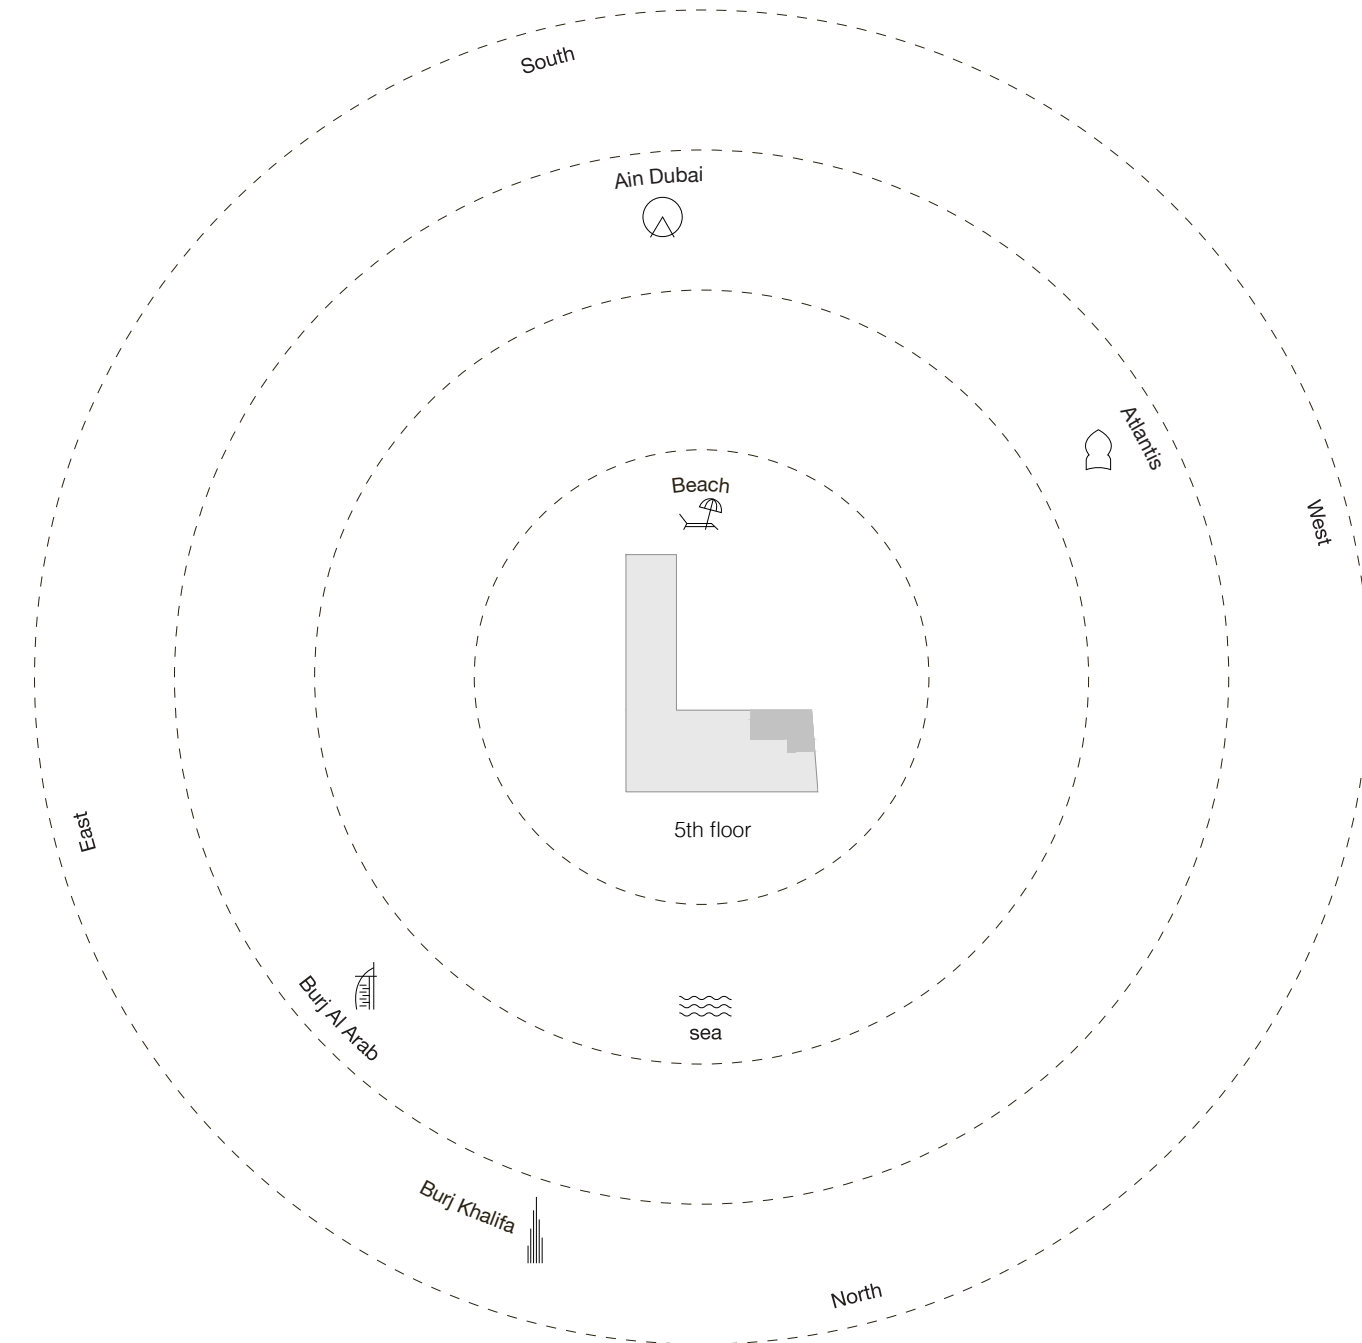 South
Ain Dubai
Atlantis
Beach
West
5th floor
East
Burj Al Arab
sea
Burj Khalifa
North